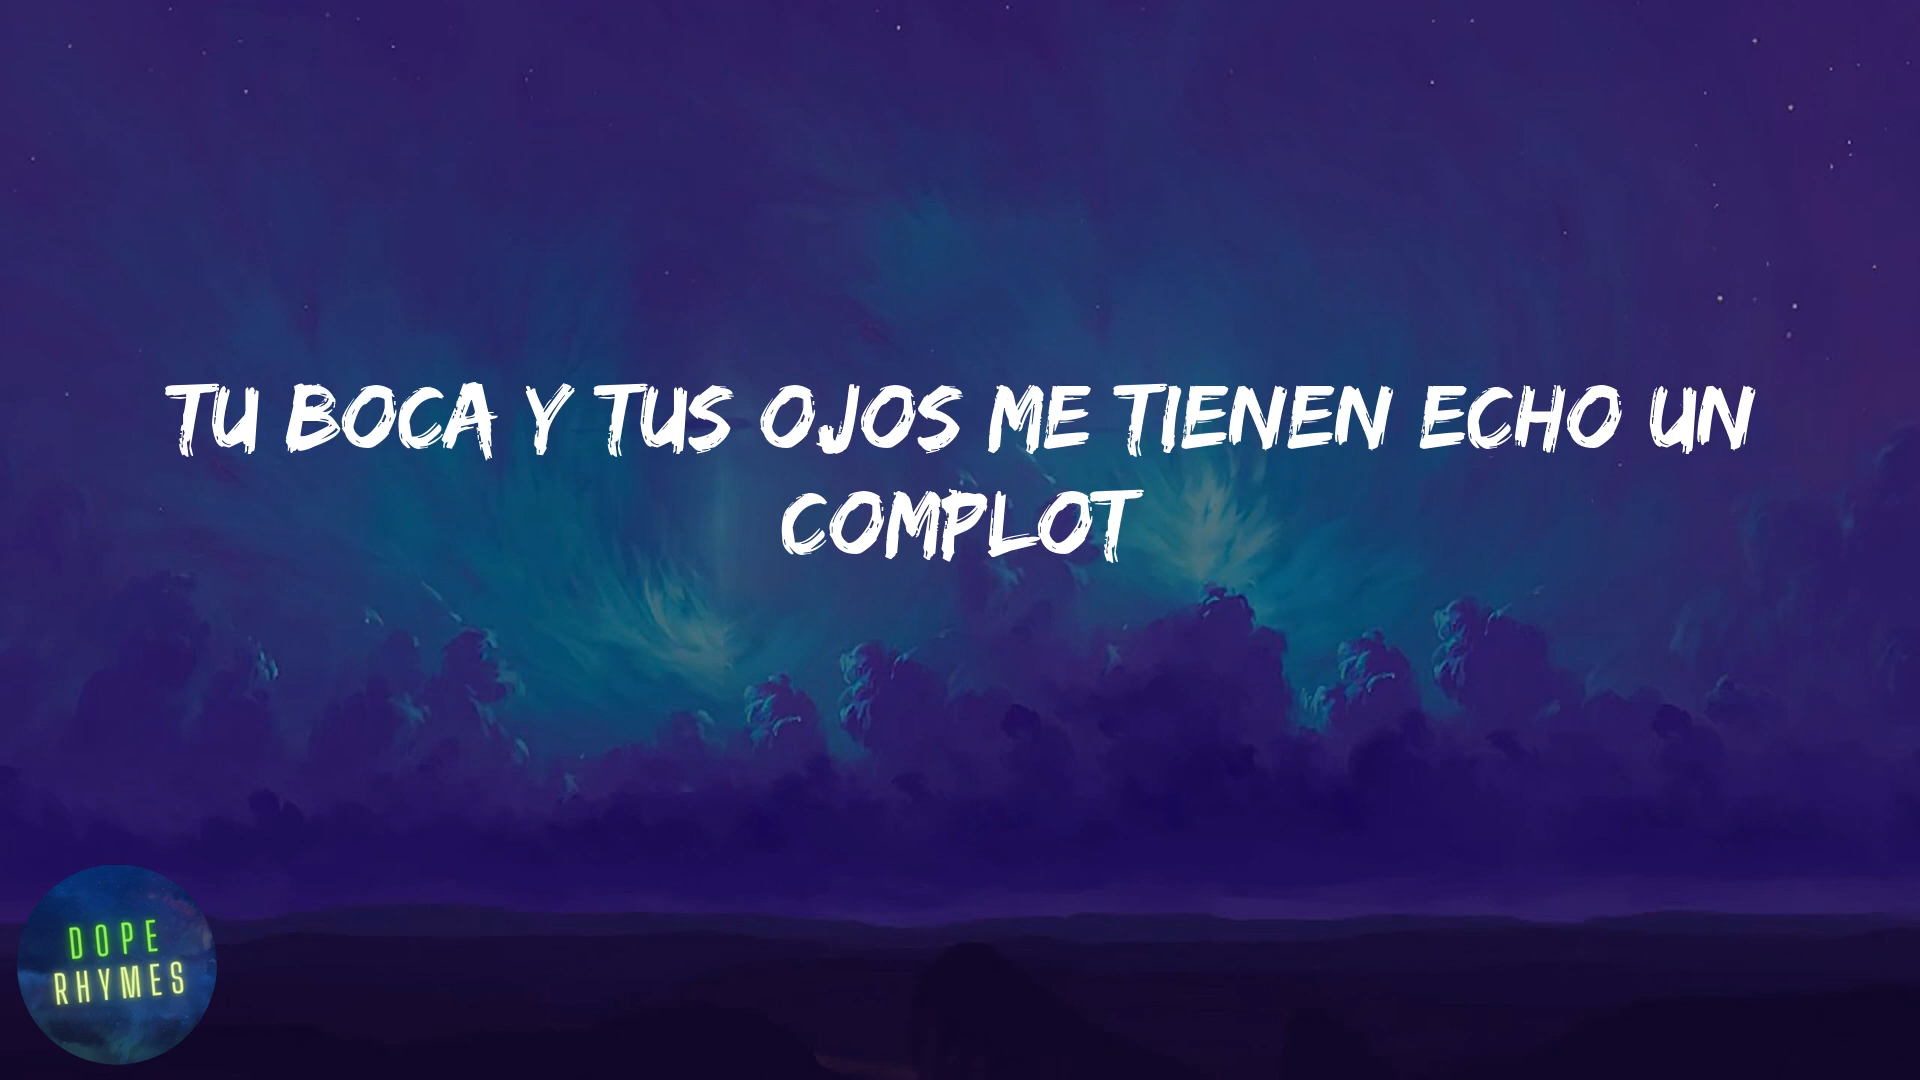 TU BOCA Y TUS OJOS ME TIENEN ECHO UN
COMPLOT
DOPE
RHYMES